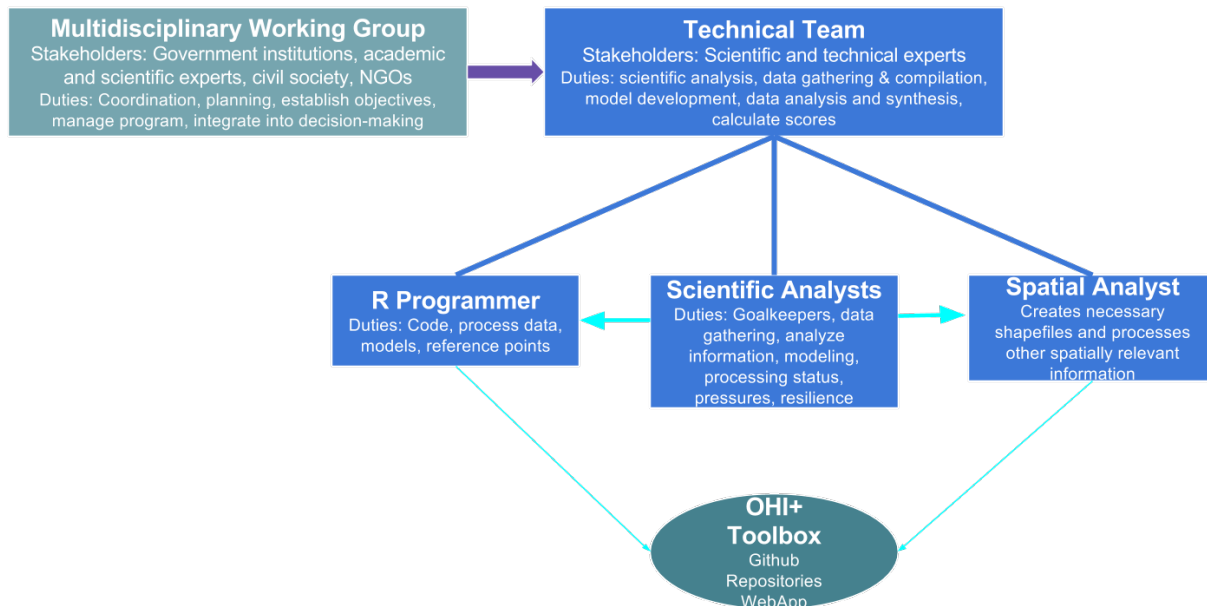 Multidisciplinary Working Group
Stakeholders: Government institutions, academic
and scientific experts, civil society, NGOs
Duties: Coordination, planning, establish objectives,
manage program, integrate into decision-making
Technical Team
Stakeholders: Scientific and technical experts
Duties: scientific analysis, data gathering & compilation,
model development, data analysis and synthesis,
calculate scores
R Programmer
Duties: Code, process data,
models, reference points
Scientific Analysts
Duties: Goalkeepers, data
gathering, analyze
information, modeling,
processing status,
pressures, resilience
Spatial Analyst
Creates necessary
shapefiles and processes
other spatially relevant
information
OHI+
Toolbox
Github
Repositories
WebApp